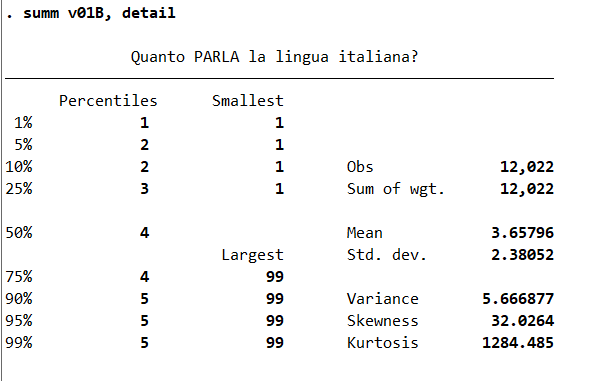 . summ v01B, detail
Quanto PARLA la lingua italiana?
Percentiles Smallest
1% 1 1
5% 2 1
10% 2 1 Obs 12,022
25% 3 1 Sum of wgt. 12,022
50% 4 Mean 3.65796
Largest Std. dev. 2.38052
75% 4 99
90% 5 99 Variance 5.666877
95% 5 99 Skewness 32.0264
99% 5 99 Kurtosis 1284.485